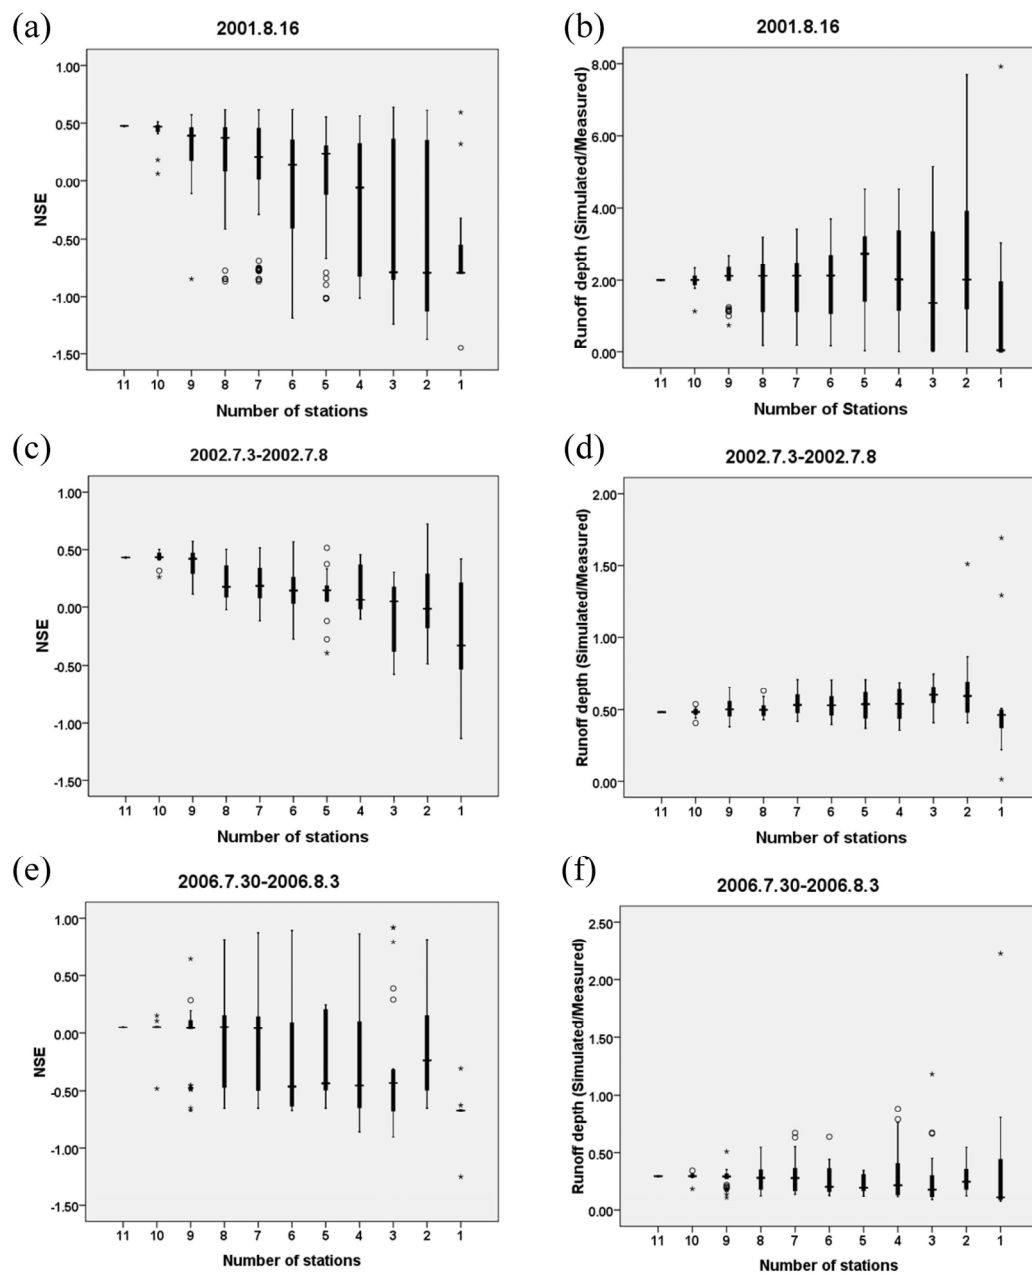 (a)
2001.8.16
1.00
0.50
0.00
-0.50
-1.00
-1.50
NSE
11 10 9 8 7 6 5 4 3 2 1
Number of stations
(b)
2001.8.16
8.00
6.00
4.00
2.00
0.00
Runoff depth (Simulated/Measured)
11 10 9 8 7 6 5 4 3 2 1
Number of Stations
(c)
2002.7.3-2002.7.8
1.00
0.50
0.00
-0.50
-1.00
-1.50
NSE
11 10 9 8 7 6 5 4 3 2 1
Number of stations
(d)
2002.7.3-2002.7.8
2.00
1.50
1.00
0.50
0.00
Runoff depth (Simulated/Measured)
11 10 9 8 7 6 5 4 3 2 1
Number of stations
(e)
2006.7.30-2006.8.3
1.00
0.50
0.00
-0.50
-1.00
-1.50
NSE
11 10 9 8 7 6 5 4 3 2 1
Number of stations
(f)
2006.7.30-2006.8.3
2.50
2.00
1.50
1.00
0.50
0.00
Runoff depth (Simulated/Measured)
11 10 9 8 7 6 5 4 3 2 1
Number of stations